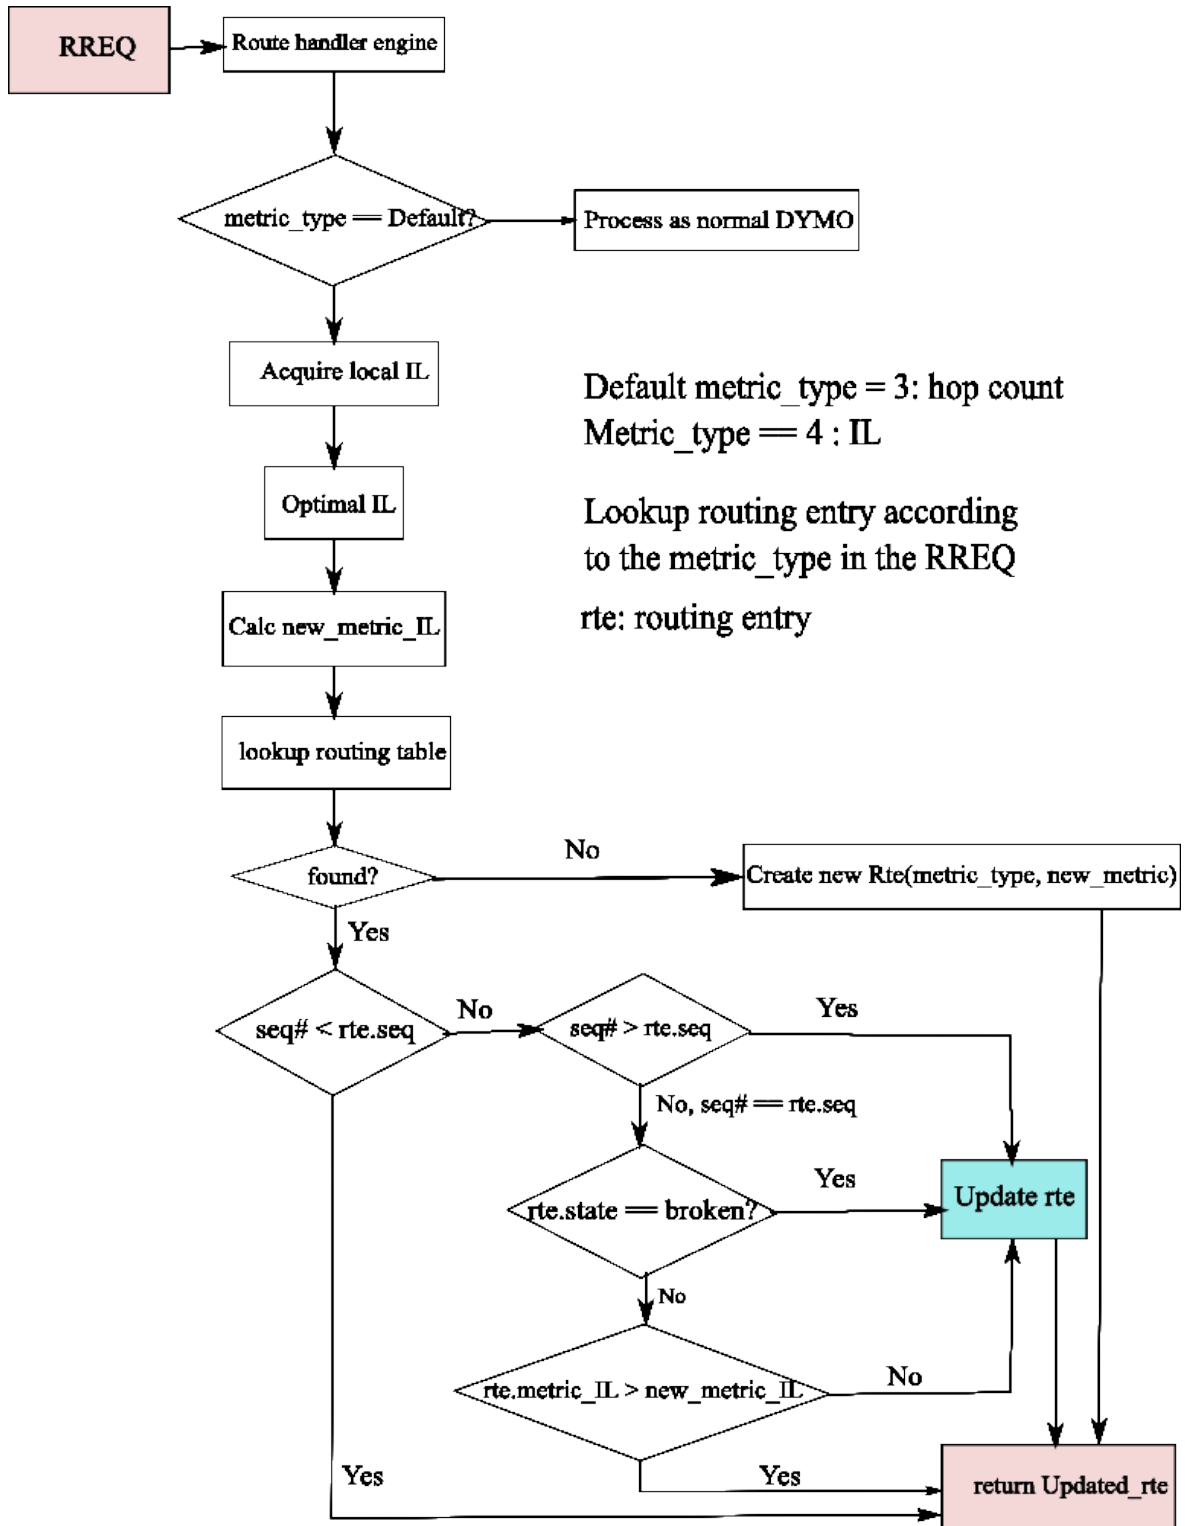 RREQ
Route handler engine
metric_type == Default?
Process as normal DYMO
Acquire local IL
Default metric_type = 3: hop count
Metric_type == 4 : IL
Optimal IL
Lookup routing entry according
to the metric_type in the RREQ
rte: routing entry
Calc new_metric_IL
lookup routing table
No
found?
Create new Rte(metric_type, new_metric)
Yes
seq# < rte.seq
No
seq# > rte.seq
Yes
No, seq# == rte.seq
rte.state == broken?
Yes
Update rte
No
rte.metric_IL > new_metric_IL
No
Yes
Yes
return Updated_rte